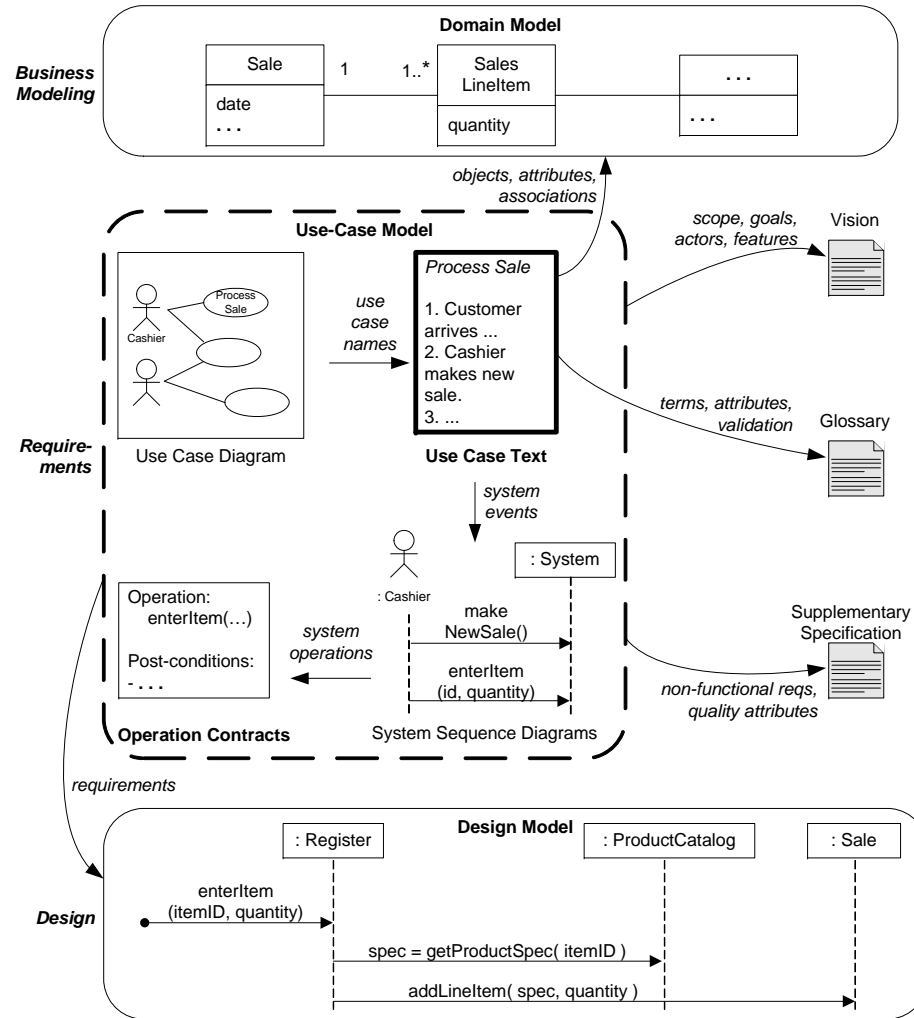 Domain Model
Business
Modeling
Sale
1
1..*
Sales
LineItem
. . .
date
. . .
quantity
. . .
objects, attributes,
associations
Use-Case Model
scope, goals,
actors, features
Vision
Process
Sale
Cashier
use
case
names
Process Sale
1. Customer
arrives ...
2. Cashier
makes new
sale.
3. ...
Use Case Diagram
Use Case Text
terms, attributes,
validation
Glossary
Require-
ments
system
events
: System
: Cashier
Operation:
enterItem(…)
Post-conditions:
- . . .
system
operations
make
NewSale()
enterItem
(id, quantity)
Supplementary
Specification
non-functional reqs,
quality attributes
Operation Contracts
System Sequence Diagrams
requirements
Design Model
: Register
: ProductCatalog
: Sale
Design
enterItem
(itemID, quantity)
spec = getProductSpec( itemID )
addLineItem( spec, quantity )